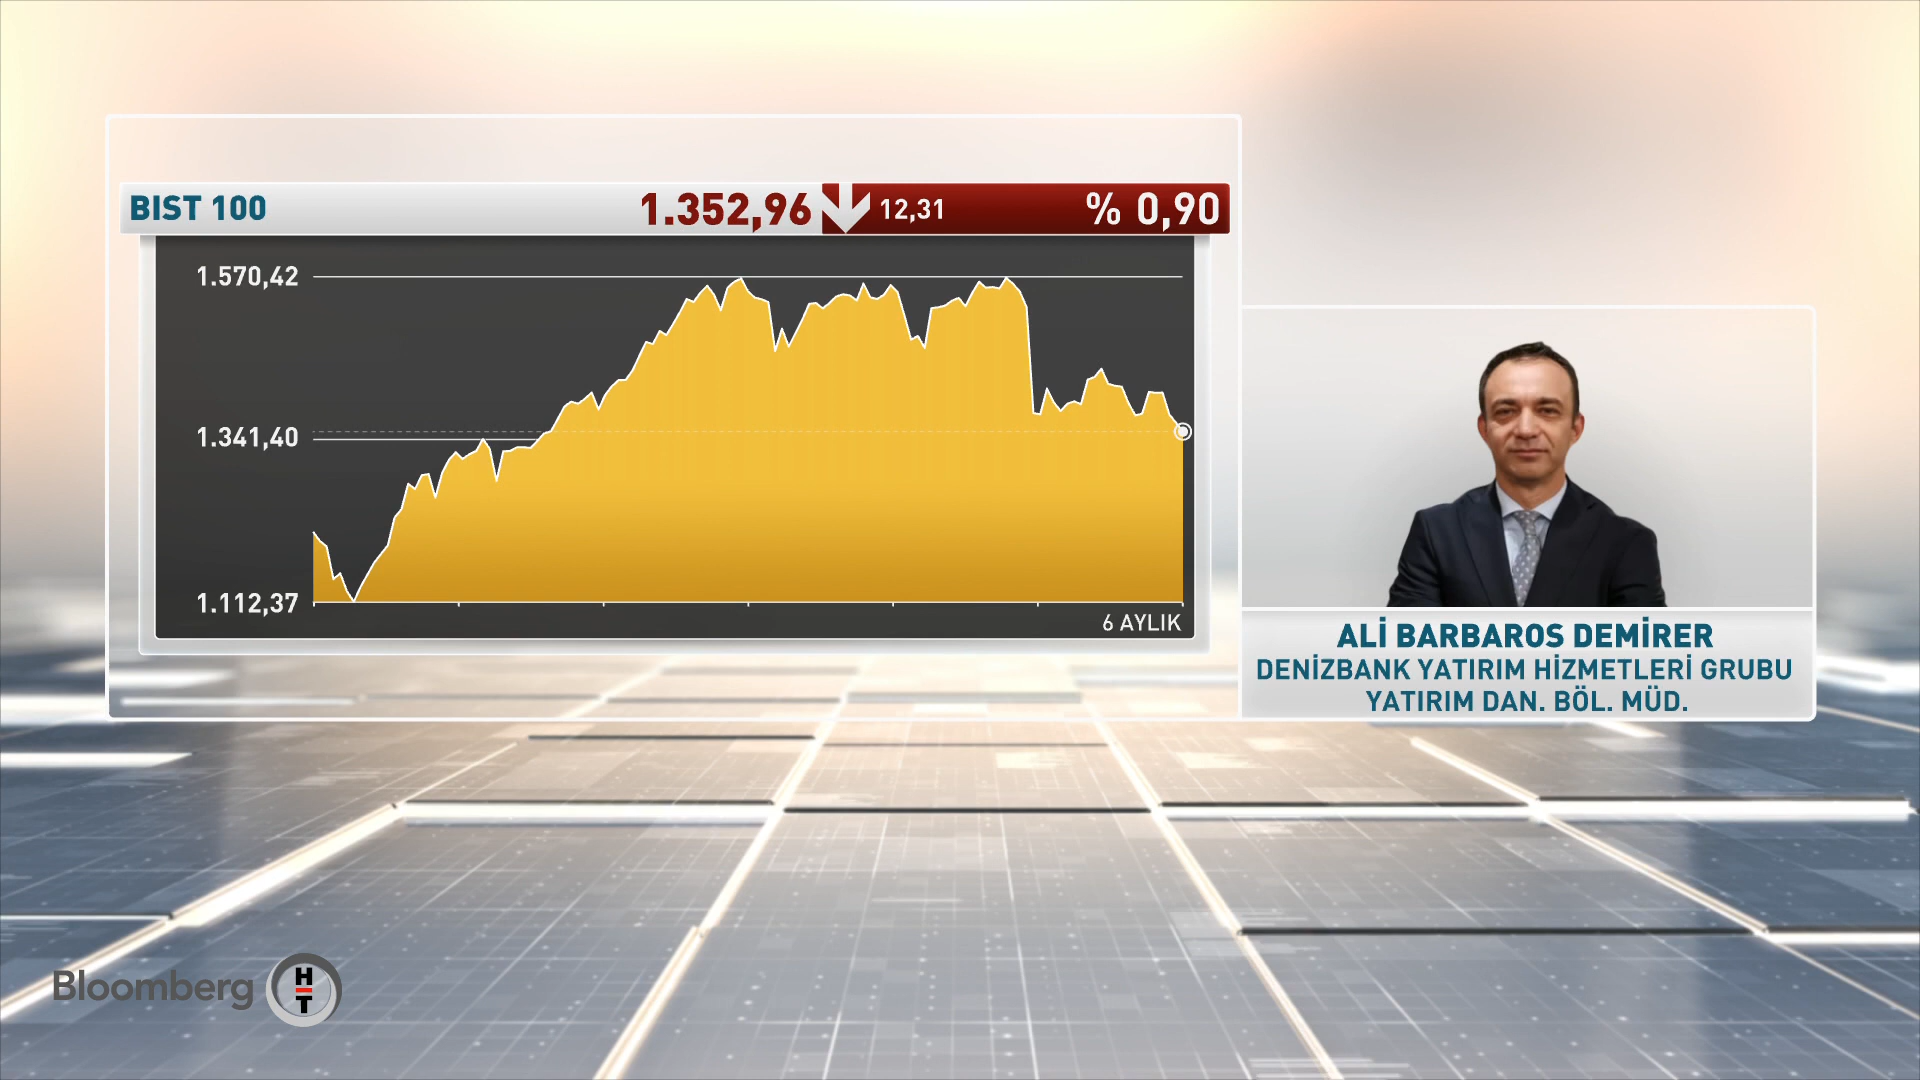 BIST 100 1.352,96 12,31 % 0,90
1.570,42
1.341,40
1.112,37
6 AYLIK
ALİ BARBAROS DEMİRER
DENİZBANK YATIRIM HİZMETLERİ GRUBU
YATIRIM DAN. BÖL. MÜD.
Bloomberg HT